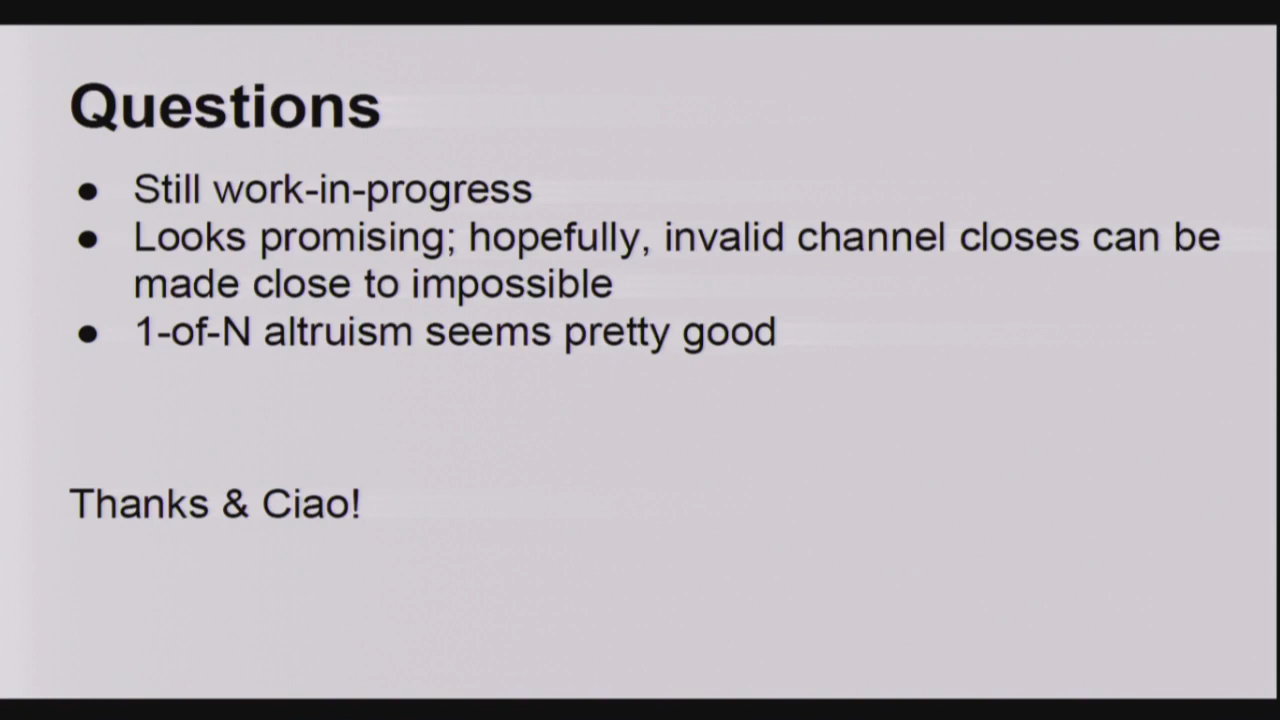 Questions
● Still work-in-progress
● Looks promising; hopefully, invalid channel closes can be
made close to impossible
● 1-of-N altruism seems pretty good
Thanks & Ciao!